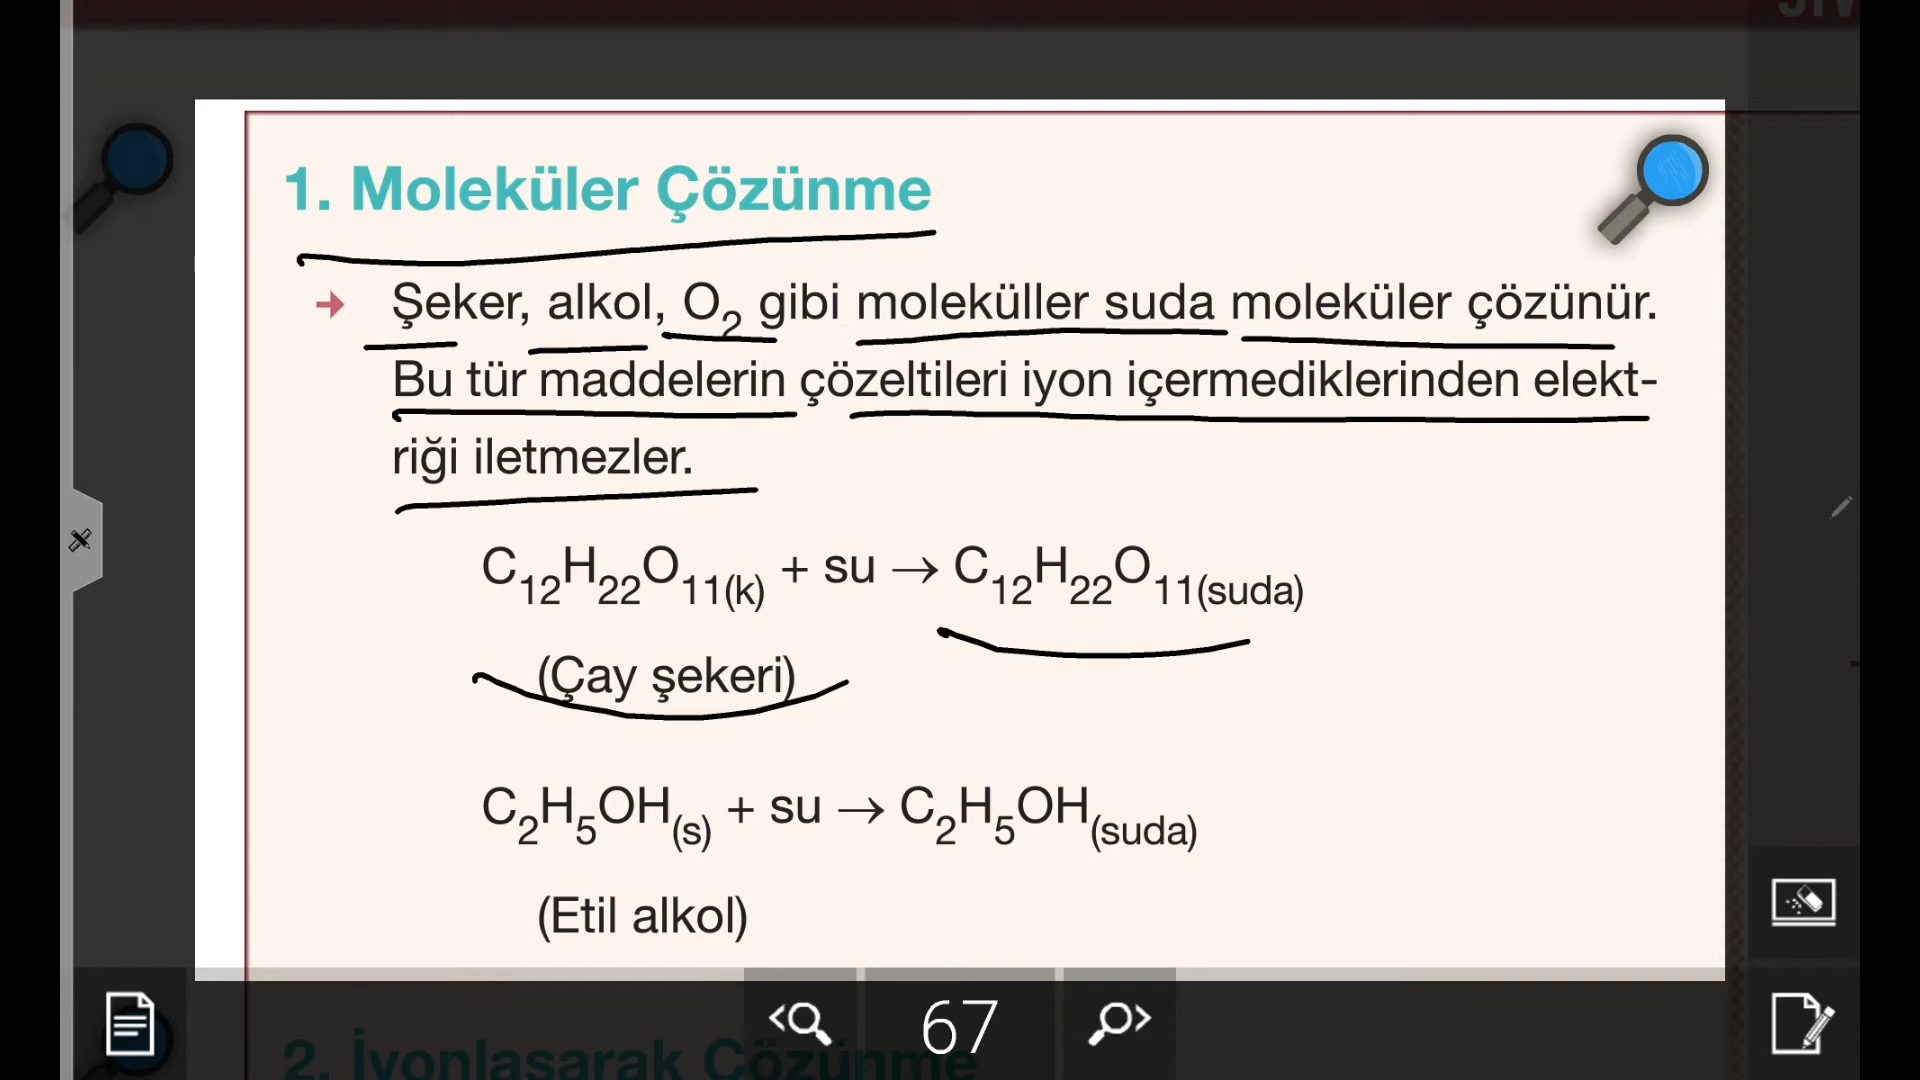 1. Moleküler Çözünme
→ Şeker, alkol, O₂ gibi moleküller suda moleküler çözünür.
Bu tür maddelerin çözeltileri iyon içermediklerinden elekt-
riği iletmezler.
C₁₂H₂₂O₁₁(k) + su → C₁₂H₂₂O₁₁(suda)
(Çay şekeri)
C₂H₅OH(s) + su → C₂H₅OH(suda)
(Etil alkol)
67
2. İyonlaşarak Çözünme